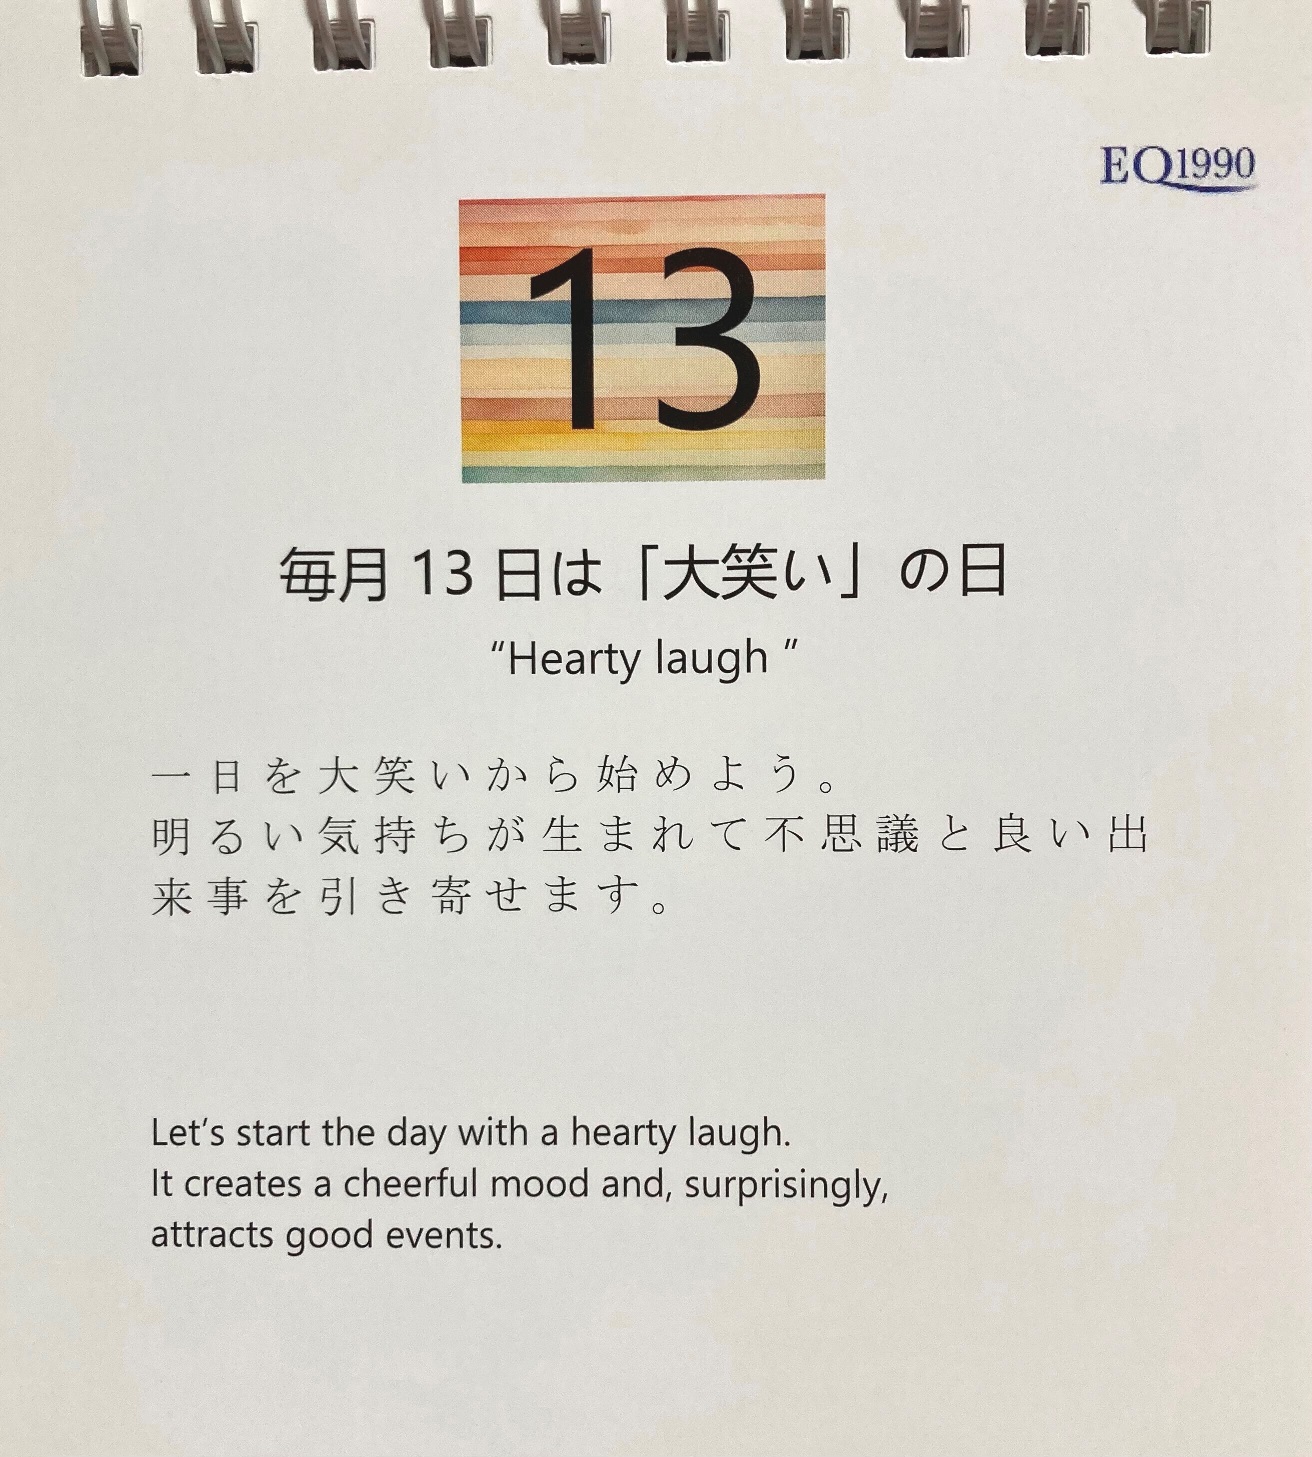 EQ1990
13
毎月 13 日は「大笑い」の日
“Hearty laugh ”
一日を大笑いから始めよう。
明るい気持ちが生まれて不思議と良い出
来事を引き寄せます。
Let’s start the day with a hearty laugh.
It creates a cheerful mood and, surprisingly,
attracts good events.